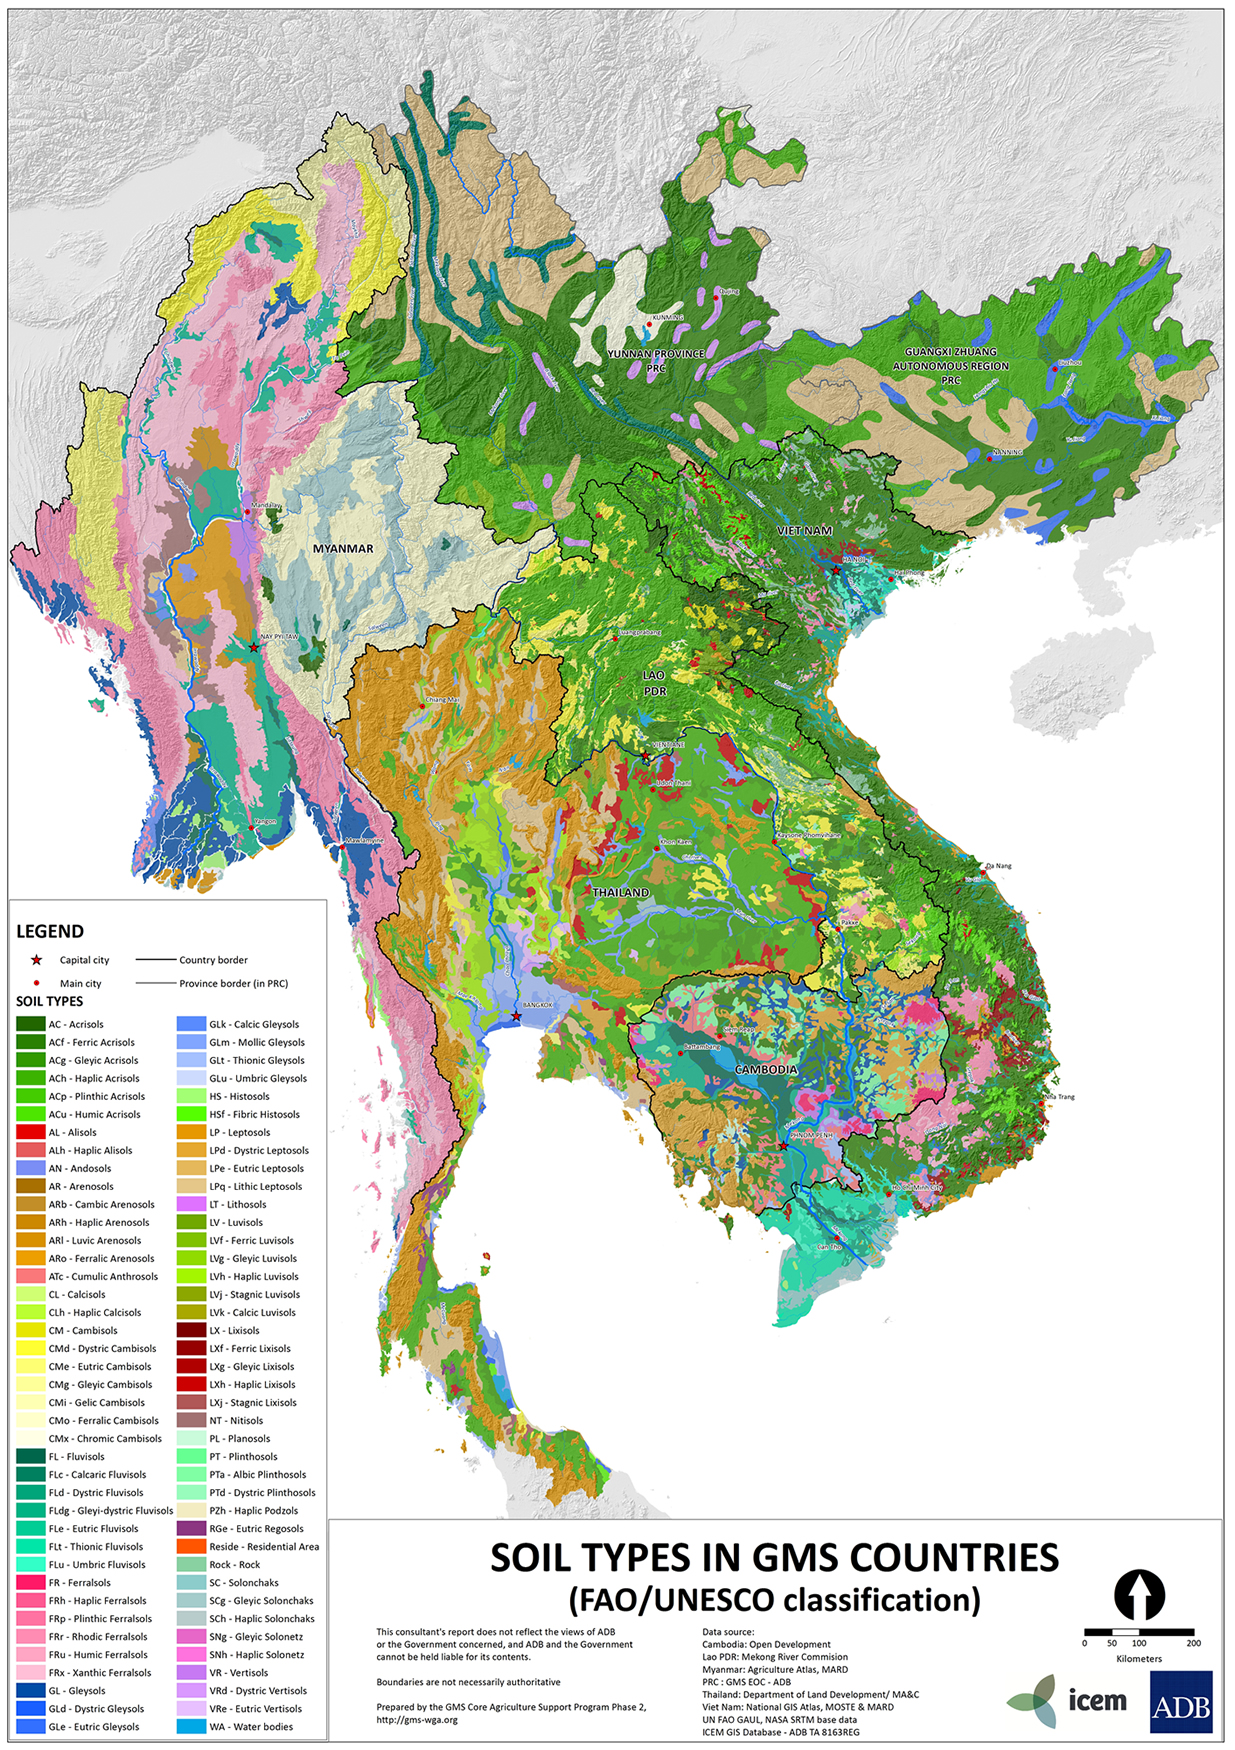 YUNNAN PROVINCE
PRC
KUNMING
Qujing
GUANGXI ZHUANG
AUTONOMOUS REGION
PRC
Liuzhou
NANNING
MYANMAR
Mandalay
NAY PYI TAW
Yangon
Mawlamyine
VIET NAM
HA NOI
Hai Phong
Luangprabang
LAO
PDR
VIENTIANE
Chiang Mai
Udon Thani
Khon Kaen
Kaysone Phomvihane
THAILAND
Da Nang
Pakxe
BANGKOK
Siem Reap
Battambang
CAMBODIA
PHNOM PENH
Nha Trang
Ho Chi Minh City
Can Tho
LEGEND
Capital city
Country border
Main city
Province border (in PRC)
SOIL TYPES
AC - Acrisols
ACf - Ferric Acrisols
ACg - Gleyic Acrisols
ACh - Haplic Acrisols
ACp - Plinthic Acrisols
ACu - Humic Acrisols
AL - Alisols
ALh - Haplic Alisols
AN - Andosols
AR - Arenosols
ARb - Cambic Arenosols
ARh - Haplic Arenosols
ARl - Luvic Arenosols
ARo - Ferralic Arenosols
ATc - Cumulic Anthrosols
CL - Calcisols
CLh - Haplic Calcisols
CM - Cambisols
CMd - Dystric Cambisols
CMe - Eutric Cambisols
CMg - Gleyic Cambisols
CMi - Gelic Cambisols
CMo - Ferralic Cambisols
CMx - Chromic Cambisols
FL - Fluvisols
FLc - Calcaric Fluvisols
FLd - Dystric Fluvisols
FLdg - Gleyi-dystric Fluvisols
FLe - Eutric Fluvisols
FLt - Thionic Fluvisols
FLu - Umbric Fluvisols
FR - Ferralsols
FRh - Haplic Ferralsols
FRp - Plinthic Ferralsols
FRr - Rhodic Ferralsols
FRu - Humic Ferralsols
FRx - Xanthic Ferralsols
GL - Gleysols
GLd - Dystric Gleysols
GLe - Eutric Gleysols
GLk - Calcic Gleysols
GLm - Mollic Gleysols
GLt - Thionic Gleysols
GLu - Umbric Gleysols
HS - Histosols
HSf - Fibric Histosols
LP - Leptosols
LPd - Dystric Leptosols
LPe - Eutric Leptosols
LPq - Lithic Leptosols
LT - Lithosols
LV - Luvisols
LVf - Ferric Luvisols
LVg - Gleyic Luvisols
LVh - Haplic Luvisols
LVj - Stagnic Luvisols
LVk - Calcic Luvisols
LX - Lixisols
LXf - Ferric Lixisols
LXg - Gleyic Lixisols
LXh - Haplic Lixisols
LXj - Stagnic Lixisols
NT - Nitisols
PL - Planosols
PT - Plinthosols
PTa - Albic Plinthosols
PTd - Dystric Plinthosols
PZh - Haplic Podzols
RGe - Eutric Regosols
Reside - Residential Area
Rock - Rock
SC - Solonchaks
SCg - Gleyic Solonchaks
SCh - Haplic Solonchaks
SNg - Gleyic Solonetz
SNh - Haplic Solonetz
VR - Vertisols
VRd - Dystric Vertisols
VRe - Eutric Vertisols
WA - Water bodies
SOIL TYPES IN GMS COUNTRIES
(FAO/UNESCO classification)
This consultant's report does not reflect the views of ADB
or the Government concerned, and ADB and the Government
cannot be held liable for its contents.
Boundaries are not necessarily authoritative
Prepared by the GMS Core Agriculture Support Program Phase 2,
http://gms-wga.org
Data source:
Cambodia: Open Development
Lao PDR: Mekong River Commision
Myanmar: Agriculture Atlas, MARD
PRC : GMS EOC - ADB
Thailand: Department of Land Development/ MA&C
Viet Nam: National GIS Atlas, MOSTE & MARD
UN FAO GAUL, NASA SRTM base data
ICEM GIS Database - ADB TA 8163REG
0 50 100 200
Kilometers
icem
ADB